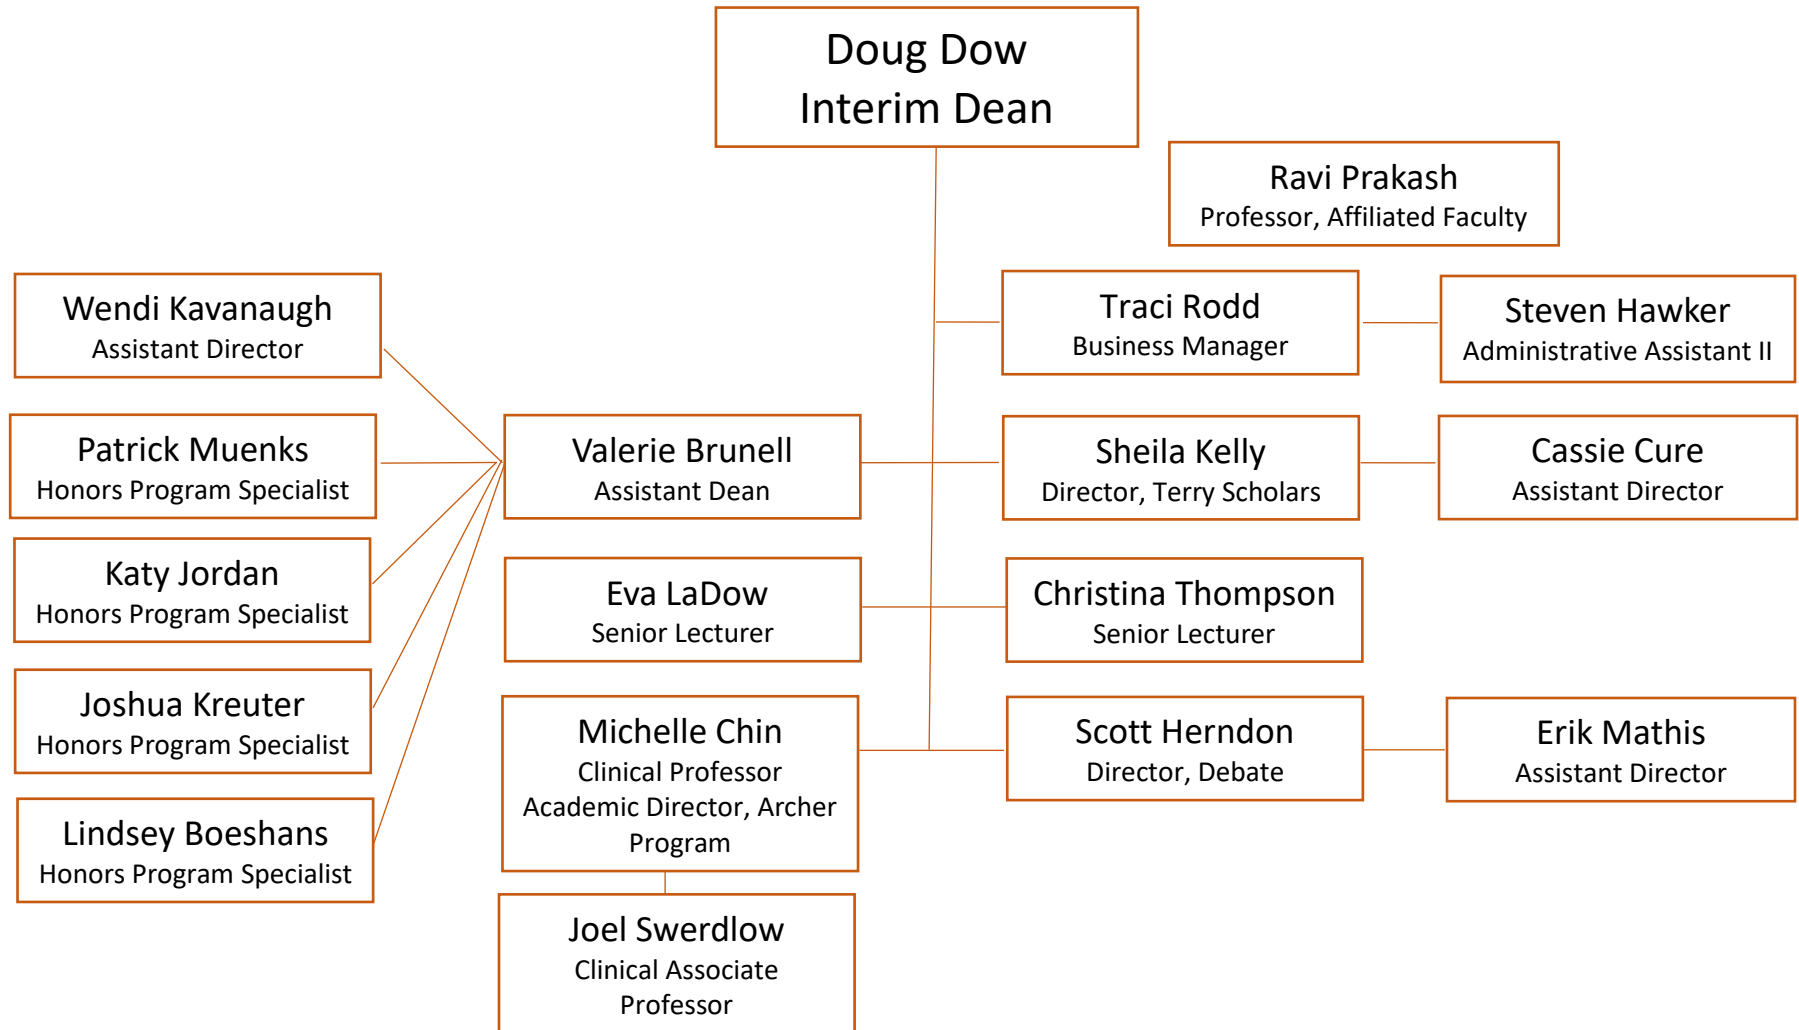 Doug Dow
Interim Dean
Ravi Prakash
Professor, Affiliated Faculty
Wendi Kavanaugh
Assistant Director
Traci Rodd
Business Manager
Steven Hawker
Administrative Assistant II
Patrick Muenks
Honors Program Specialist
Valerie Brunell
Assistant Dean
Sheila Kelly
Director, Terry Scholars
Cassie Cure
Assistant Director
Katy Jordan
Honors Program Specialist
Eva LaDow
Senior Lecturer
Christina Thompson
Senior Lecturer
Joshua Kreuter
Honors Program Specialist
Michelle Chin
Clinical Professor
Academic Director, Archer
Program
Scott Herndon
Director, Debate
Erik Mathis
Assistant Director
Lindsey Boeshans
Honors Program Specialist
Joel Swerdlow
Clinical Associate
Professor